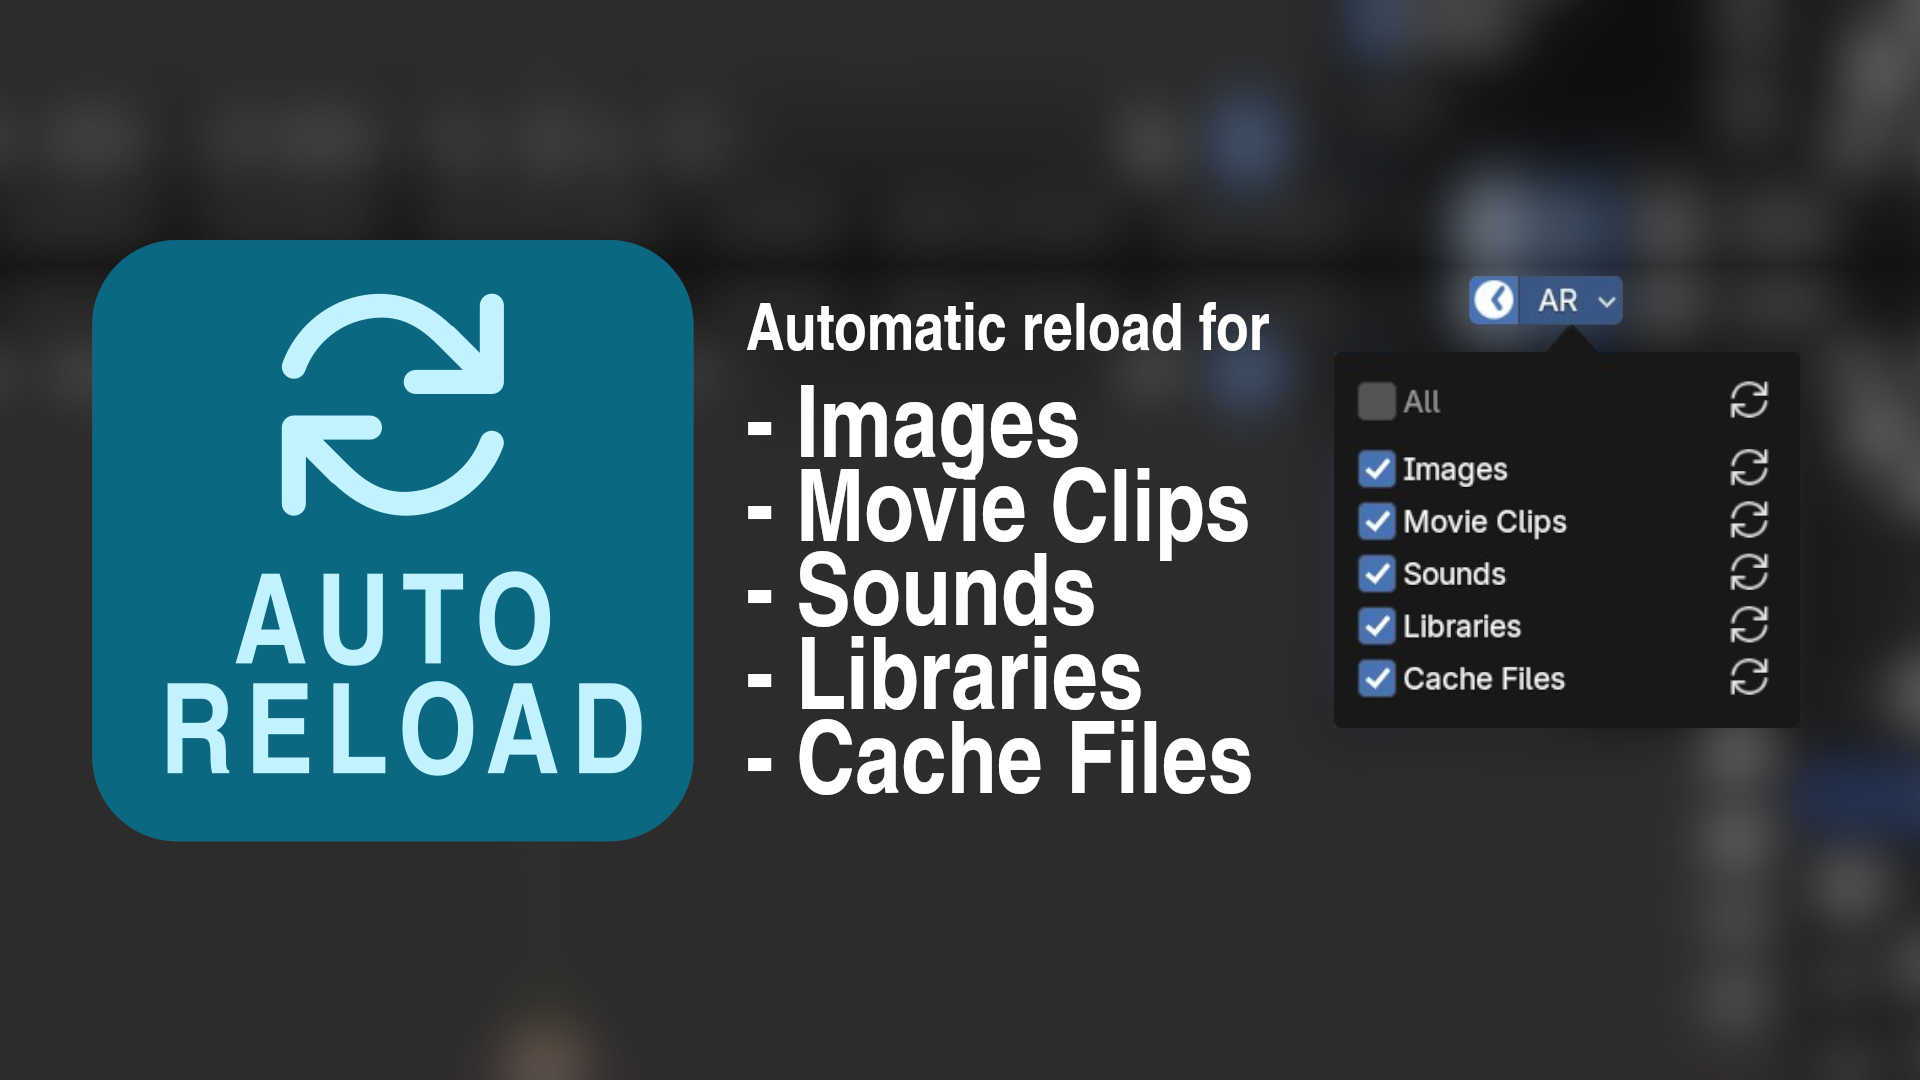 AUTO
RELOAD
Automatic reload for
- Images
- Movie Clips
- Sounds
- Libraries
- Cache Files
AR
All
Images
Movie Clips
Sounds
Libraries
Cache Files